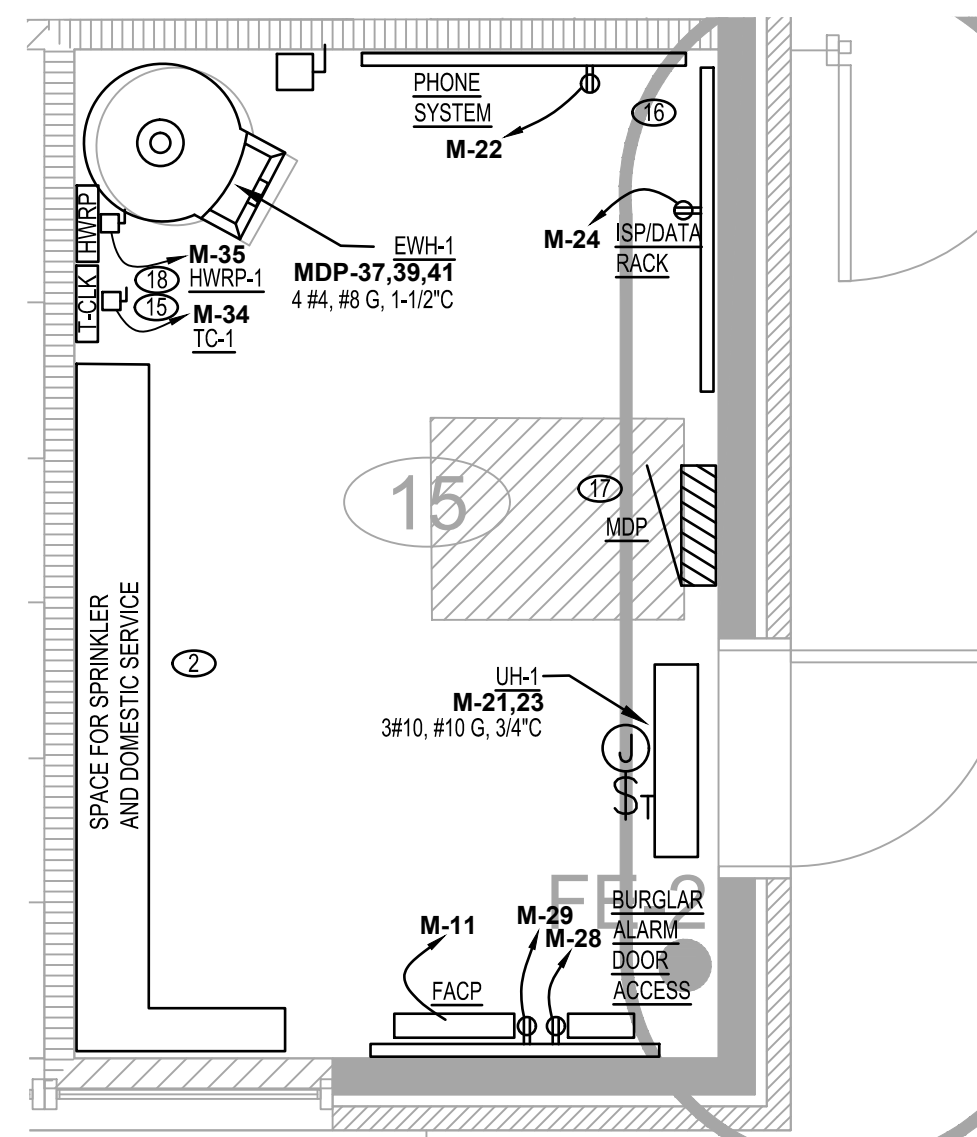 PHONE
SYSTEM
M-22
16
M-24
ISP/DATA
RACK
HWRP
T-CLK
M-35
18 HWRP-1
15
M-34
TC-1
EWH-1
MDP-37,39,41
4 #4, #8 G, 1-1/2"C
15
17
MDP
SPACE FOR SPRINKLER
AND DOMESTIC SERVICE
2
UH-1
M-21,23
3#10, #10 G, 3/4"C
J
$T
FE-2
BURGLAR
ALARM
DOOR
ACCESS
M-11
M-29
M-28
FACP